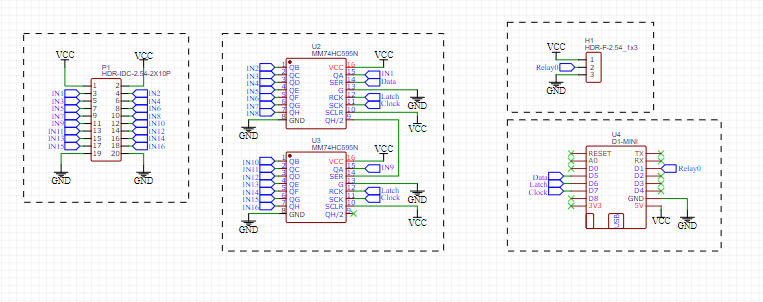 VCC
VCC
P1
HDR-IDC-2.54-2X10P
1 2
3 4
5 6
7 8
9 10
11 12
13 14
15 16
17 18
19 20
IN1 IN2
IN3 IN4
IN5 IN6
IN7 IN8
IN9 IN10
IN11 IN12
IN13 IN14
IN15 IN16
GND
GND
U2
MM74HC595N
VCC
IN2 1 QB VCC 16
IN3 2 QC QA 15 IN1
IN4 3 QD SER 14 Data
IN5 4 QE G 13
IN6 5 QF RCK 12 Latch
IN7 6 QG SCK 11 Clock
IN8 7 QH SCLR 10
8 GND QH/2 9
GND
GND
VCC
U3
MM74HC595N
VCC
IN10 1 QB VCC 16
IN11 2 QC QA 15 IN9
IN12 3 QD SER 14
IN13 4 QE G 13
IN14 5 QF RCK 12 Latch
IN15 6 QG SCK 11 Clock
IN16 7 QH SCLR 10
8 GND QH/2 9
GND
GND
VCC
H1
HDR-F-2.54_1x3
VCC
1
Relay0 2
3
GND
U4
D1-MINI
RESET TX
A0 RX
D0 D1 Relay0
Data D5 D2
Latch D6 D3
Clock D7 D4
D8 GND
3V3 5V
USB
VCC
GND